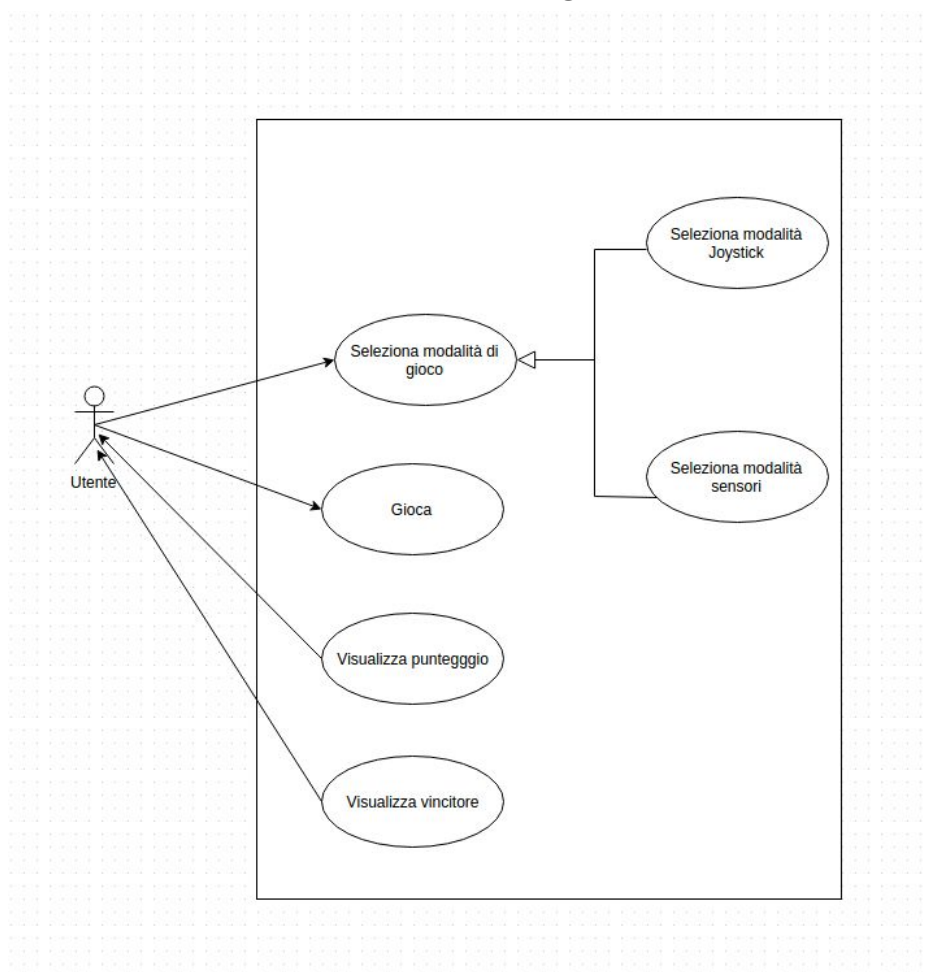 Seleziona modalità
Joystick
Seleziona modalità di
gioco
Seleziona modalità
sensori
Utente
Gioca
Visualizza puntegggio
Visualizza vincitore